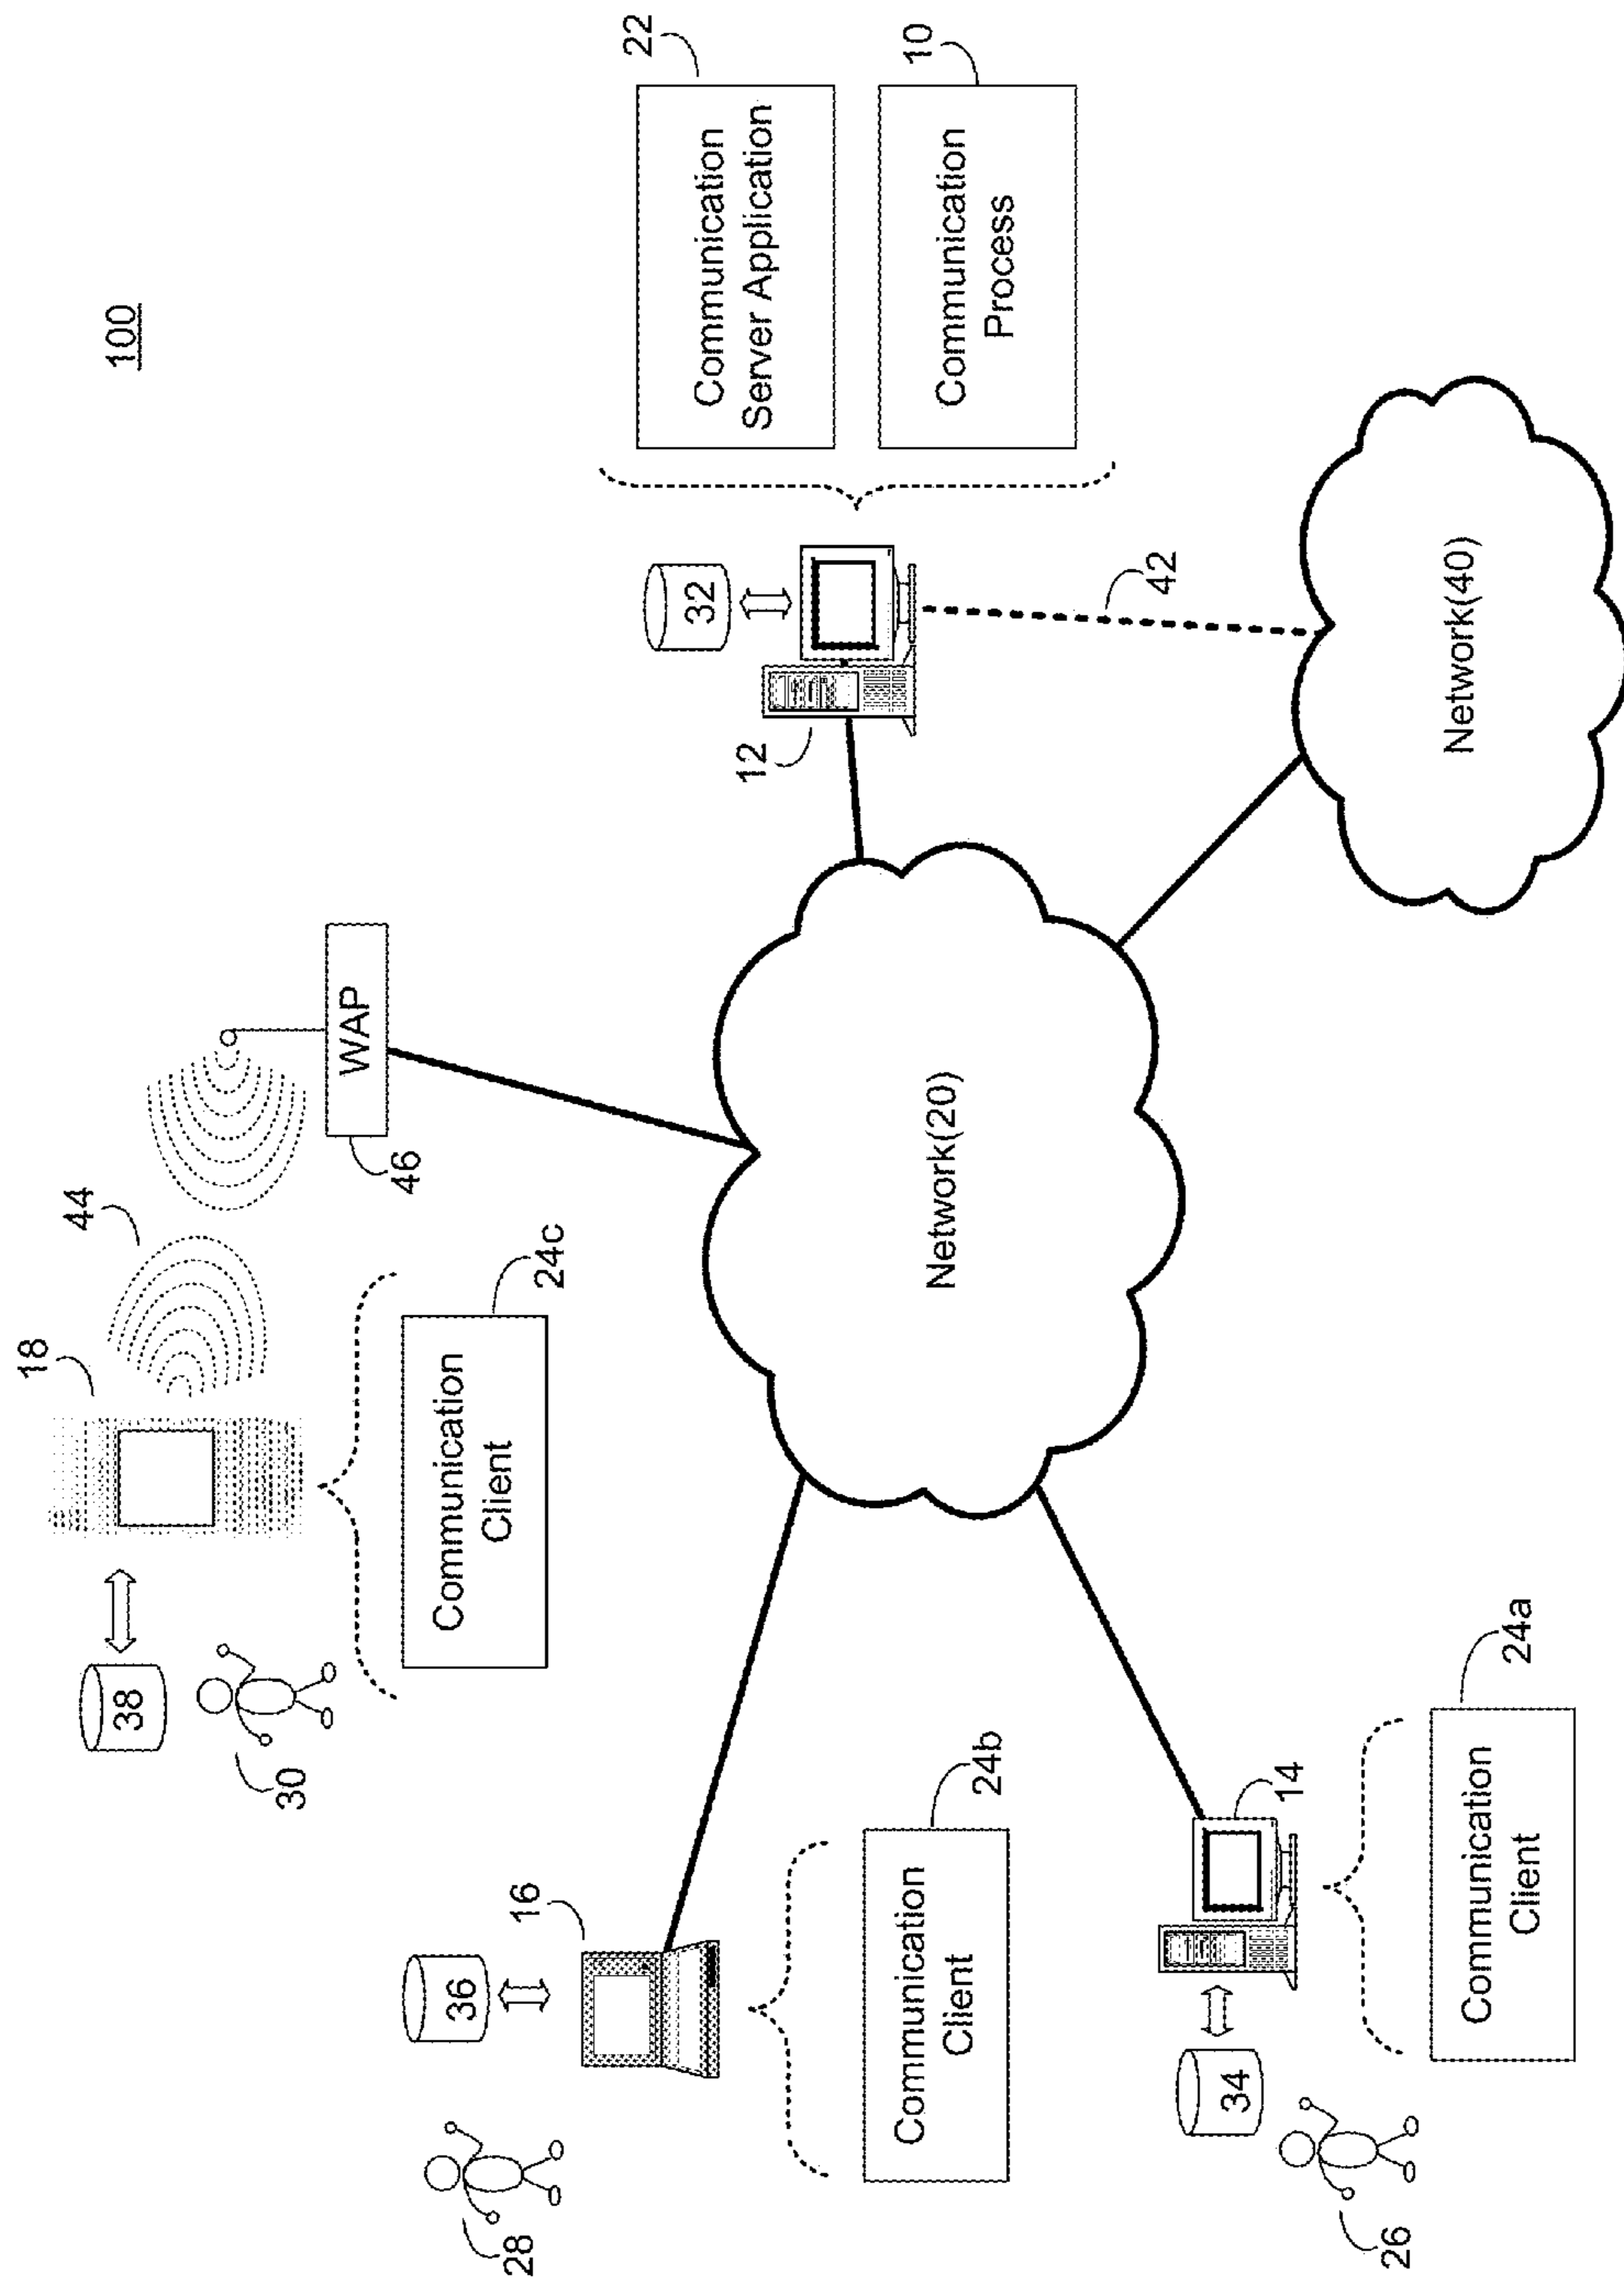 100
18
44
38
30
Communication
Client
24c
WAP
46
36
16
28
Communication
Client
24b
32
12
Communication
Server Application
22
Communication
Process
10
Network(20)
42
34
14
26
Communication
Client
24a
Network(40)